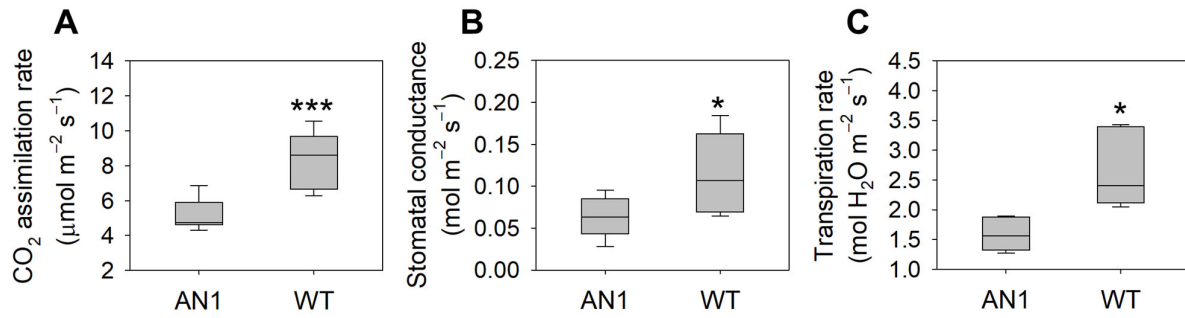 A
CO₂ assimilation rate
(μmol m⁻² s⁻¹)
14
12
10
8
6
4
2
***
AN1
WT
B
Stomatal conductance
(mol m⁻² s⁻¹)
0.25
0.20
0.15
0.10
0.05
0.00
*
AN1
WT
C
Transpiration rate
(mol H₂O m⁻² s⁻¹)
4.5
4.0
3.5
3.0
2.5
2.0
1.5
1.0
*
AN1
WT